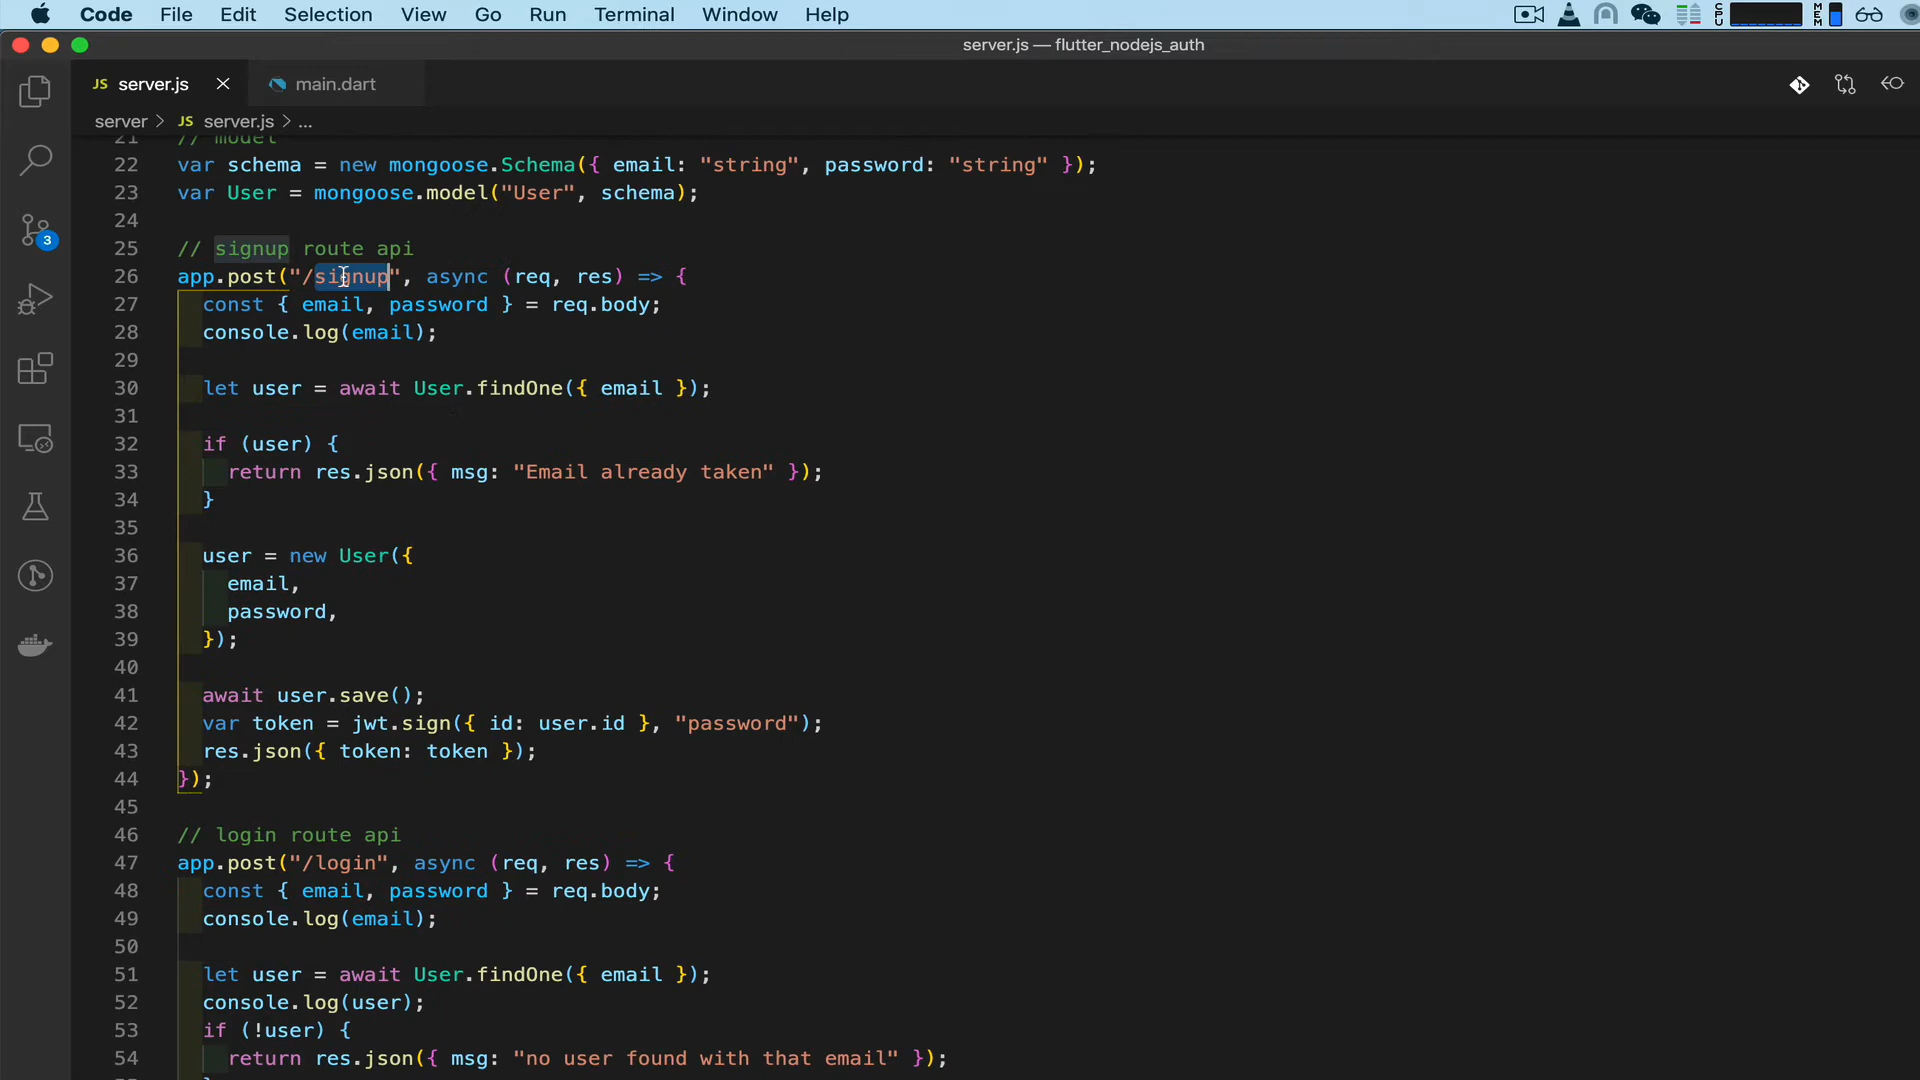 Code File Edit Selection View Go Run Terminal Window Help CPU MEM
server.js — flutter_nodejs_auth
JS server.js main.dart
server > JS server.js > ...
21 // model
22 var schema = new mongoose.Schema({ email: "string", password: "string" });
23 var User = mongoose.model("User", schema);
24
25 // signup route api
26 app.post("/signup", async (req, res) => {
27 const { email, password } = req.body;
28 console.log(email);
29
30 let user = await User.findOne({ email });
31
32 if (user) {
33 return res.json({ msg: "Email already taken" });
34 }
35
36 user = new User({
37 email,
38 password,
39 });
40
41 await user.save();
42 var token = jwt.sign({ id: user.id }, "password");
43 res.json({ token: token });
44 });
45
46 // login route api
47 app.post("/login", async (req, res) => {
48 const { email, password } = req.body;
49 console.log(email);
50
51 let user = await User.findOne({ email });
52 console.log(user);
53 if (!user) {
54 return res.json({ msg: "no user found with that email" });
3